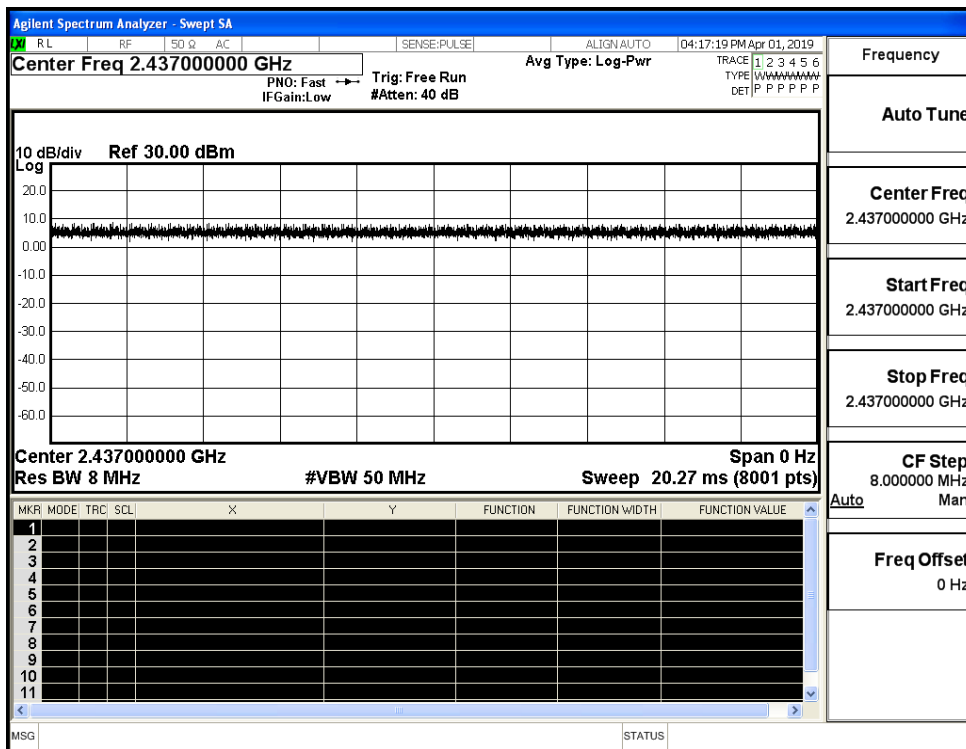 Agilent Spectrum Analyzer - Swept SA
LXI RL RF 50 Ω AC SENSE:PULSE ALIGN AUTO 04:17:19 PM Apr 01, 2019
Center Freq 2.437000000 GHz
PNO: Fast
IFGain:Low
Trig: Free Run
#Atten: 40 dB
Avg Type: Log-Pwr
TRACE 1 2 3 4 5 6
TYPE WWWWWW
DET P P P P P P
10 dB/div Ref 30.00 dBm
Log
20.0
10.0
0.00
-10.0
-20.0
-30.0
-40.0
-50.0
-60.0
Center 2.437000000 GHz Span 0 Hz
Res BW 8 MHz #VBW 50 MHz Sweep 20.27 ms (8001 pts)
MKR MODE TRC SCL X Y FUNCTION FUNCTION WIDTH FUNCTION VALUE
1
2
3
4
5
6
7
8
9
10
11
MSG STATUS
Frequency
Auto Tune
Center Freq
2.437000000 GHz
Start Freq
2.437000000 GHz
Stop Freq
2.437000000 GHz
CF Step
8.000000 MHz
Auto Man
Freq Offset
0 Hz